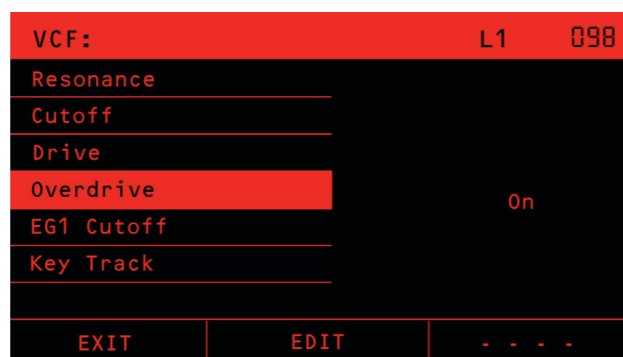 VCF: L1 098
Resonance
Cutoff
Drive
Overdrive
On
EG1 Cutoff
Key Track
EXIT EDIT - - - -